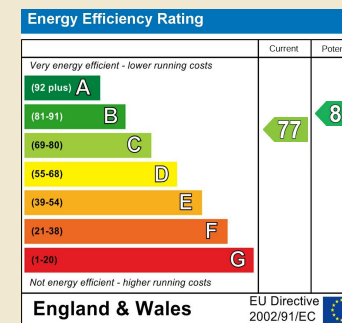 Energy Efficiency Rating
Current
Very energy efficient - lower running costs
(92 plus) A
(81-91) B
(69-80) C
77
(55-68) D
(39-54) E
(21-38) F
(1-20) G
Not energy efficient - higher running costs
England & Wales
EU Directive
2002/91/EC